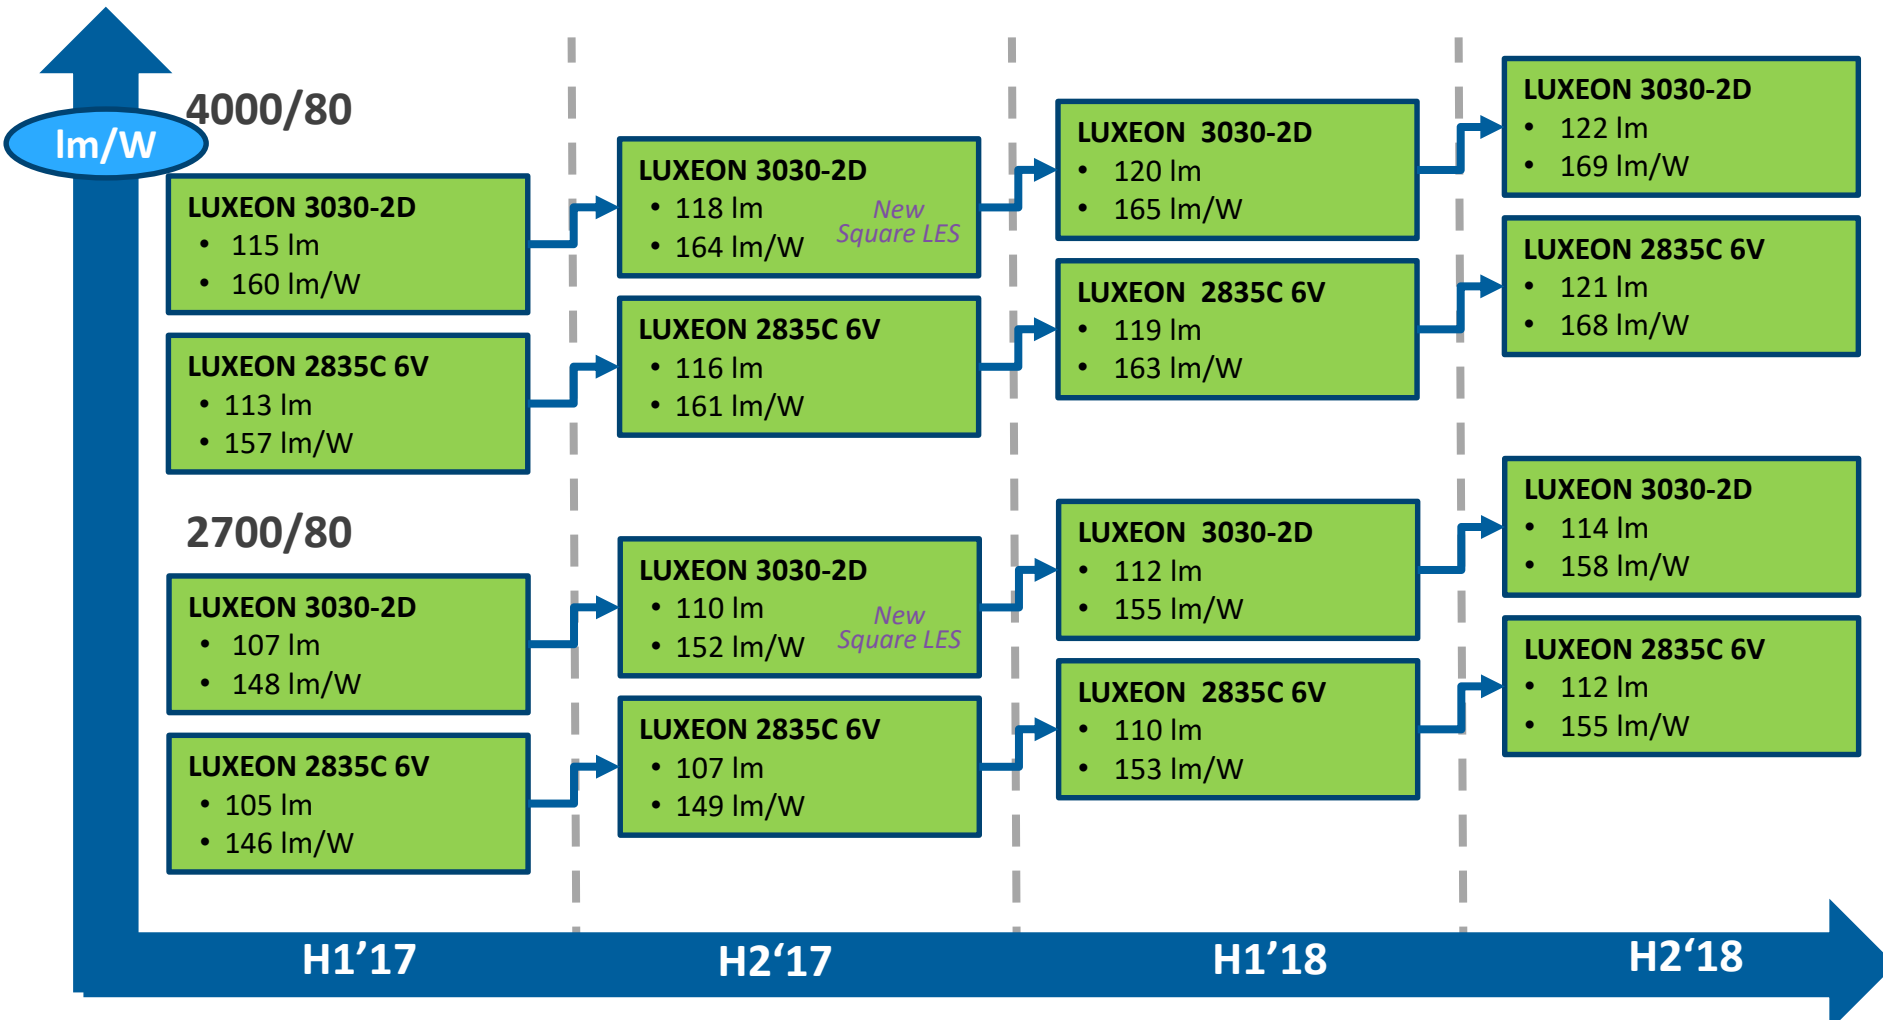 lm/W
4000/80
LUXEON 3030-2D
• 115 lm
• 160 lm/W
LUXEON 2835C 6V
• 113 lm
• 157 lm/W
LUXEON 3030-2D
• 118 lm
• 164 lm/W
New
Square LES
LUXEON 2835C 6V
• 116 lm
• 161 lm/W
LUXEON 3030-2D
• 120 lm
• 165 lm/W
LUXEON 2835C 6V
• 119 lm
• 163 lm/W
LUXEON 3030-2D
• 122 lm
• 169 lm/W
LUXEON 2835C 6V
• 121 lm
• 168 lm/W
2700/80
LUXEON 3030-2D
• 107 lm
• 148 lm/W
LUXEON 2835C 6V
• 105 lm
• 146 lm/W
LUXEON 3030-2D
• 110 lm
• 152 lm/W
New
Square LES
LUXEON 2835C 6V
• 107 lm
• 149 lm/W
LUXEON 3030-2D
• 112 lm
• 155 lm/W
LUXEON 2835C 6V
• 110 lm
• 153 lm/W
LUXEON 3030-2D
• 114 lm
• 158 lm/W
LUXEON 2835C 6V
• 112 lm
• 155 lm/W
H1’17
H2‘17
H1’18
H2‘18